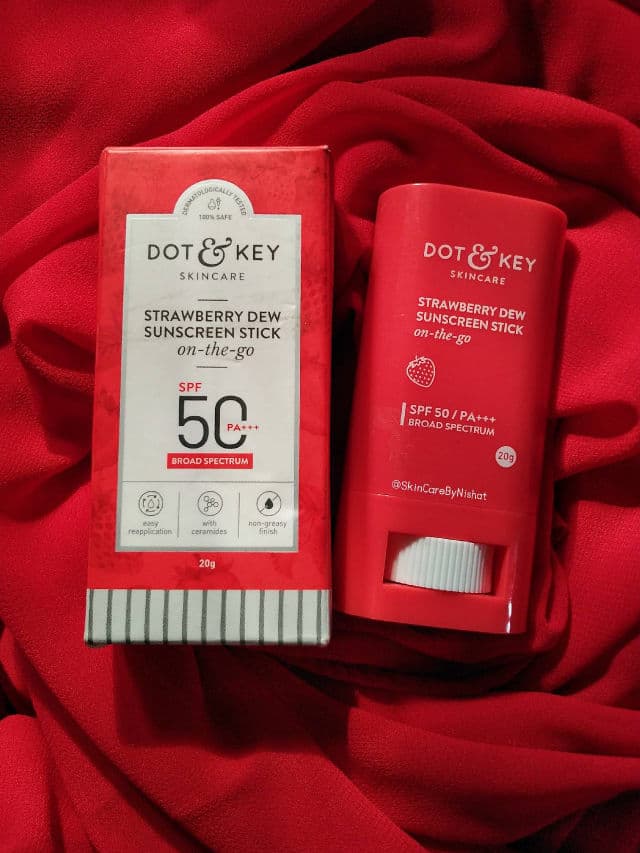 DERMATOLOGICALLY TESTED
100% SAFE
DOT & KEY
SKINCARE
STRAWBERRY DEW
SUNSCREEN STICK
on-the-go
SPF
50
PA+++
BROAD SPECTRUM
easy
reapplication
with
ceramides
non-greasy
finish
20g
DOT & KEY
SKINCARE
STRAWBERRY DEW
SUNSCREEN STICK
on-the-go
SPF 50 / PA+++
BROAD SPECTRUM
20g
@SkinCareByNishat